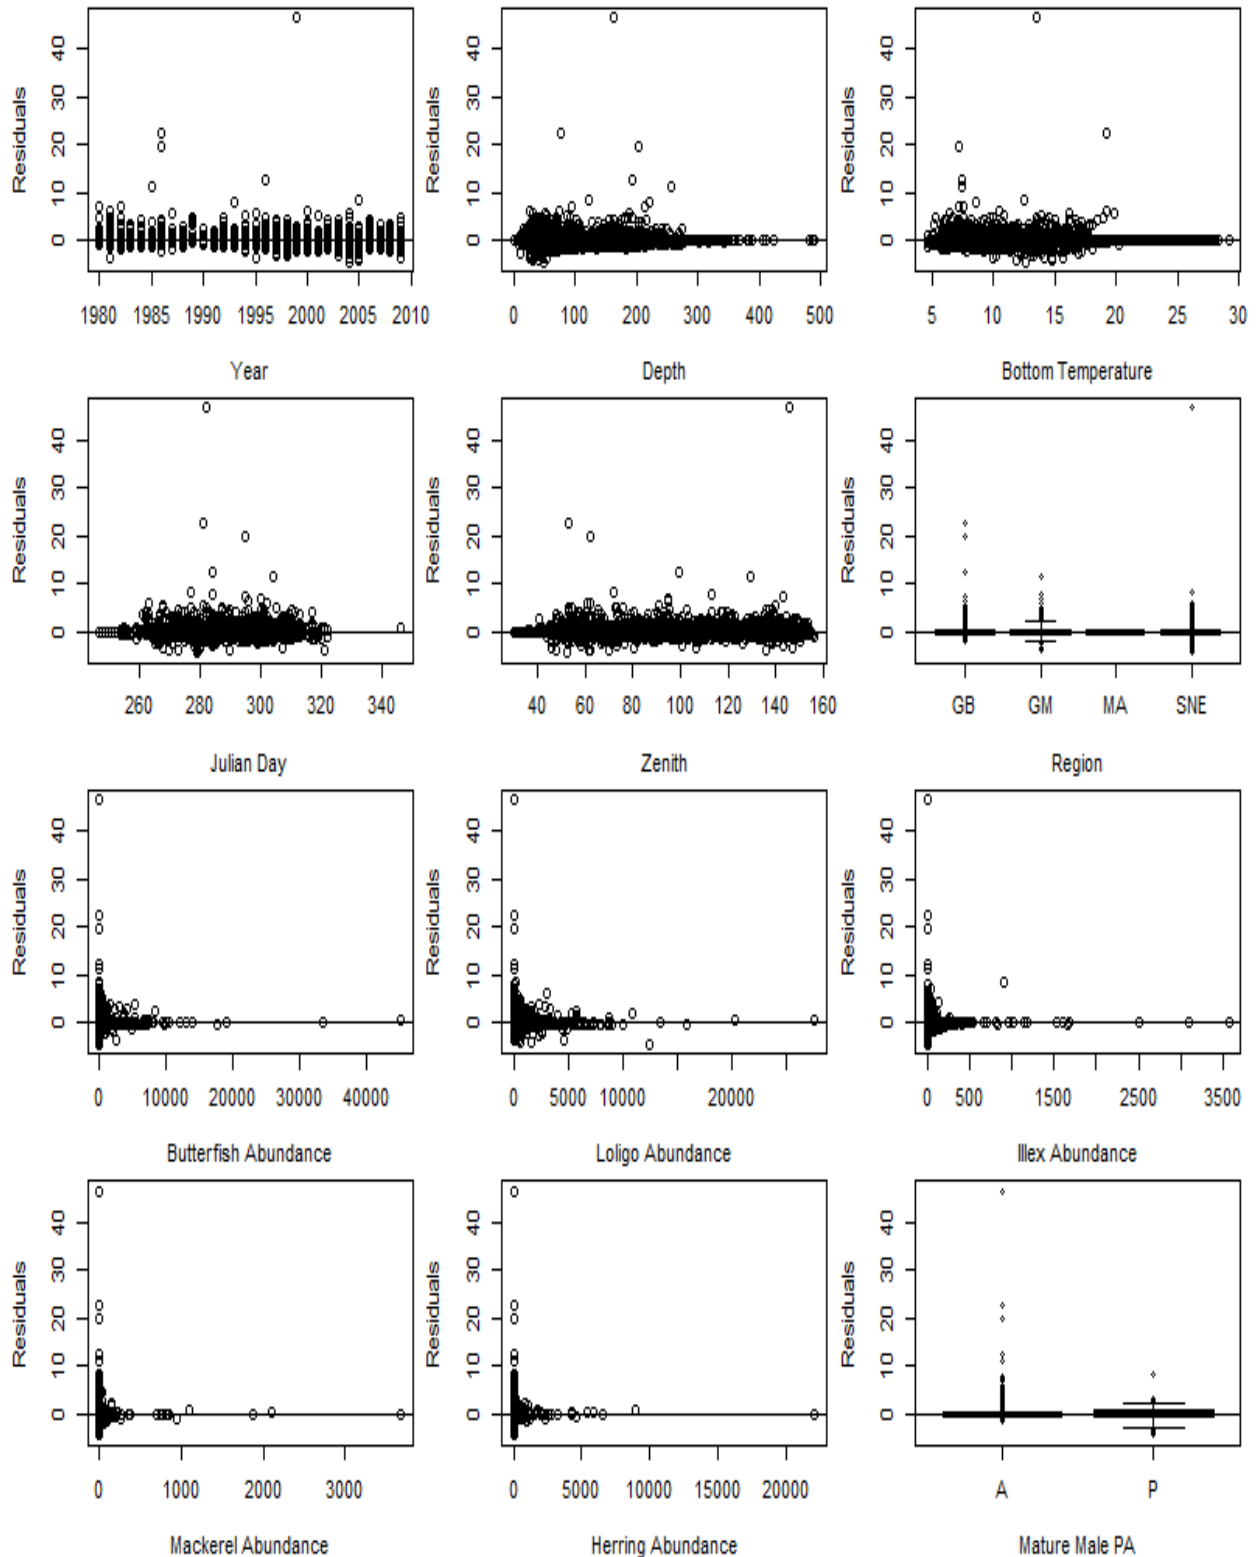 Residuals
0 10 20 30 40
1980 1985 1990 1995 2000 2005 2010
Year
Residuals
0 10 20 30 40
0 100 200 300 400 500
Depth
Residuals
0 10 20 30 40
5 10 15 20 25 30
Bottom Temperature
Residuals
0 10 20 30 40
260 280 300 320 340
Julian Day
Residuals
0 10 20 30 40
40 60 80 100 120 140 160
Zenith
Residuals
0 10 20 30 40
GB GM MA SNE
Region
Residuals
0 10 20 30 40
0 10000 20000 30000 40000
Butterfish Abundance
Residuals
0 10 20 30 40
0 5000 10000 20000
Loligo Abundance
Residuals
0 10 20 30 40
0 500 1500 2500 3500
Illex Abundance
Residuals
0 10 20 30 40
0 1000 2000 3000
Mackerel Abundance
Residuals
0 10 20 30 40
0 5000 10000 15000 20000
Herring Abundance
Residuals
0 10 20 30 40
A P
Mature Male PA